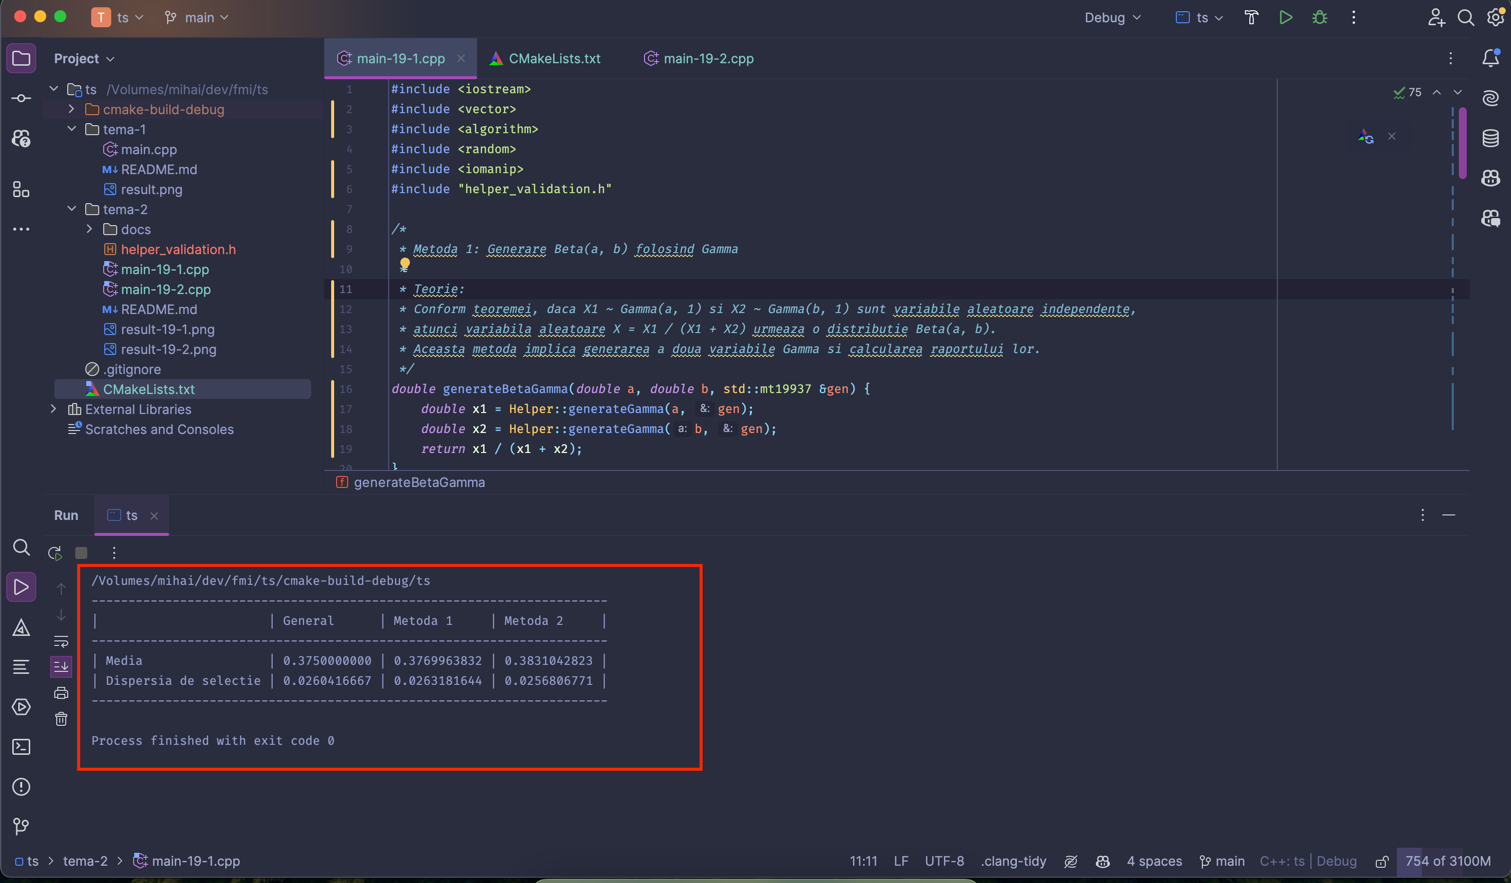 T ts main Debug ts
Project
main-19-1.cpp CMakeLists.txt main-19-2.cpp
ts /Volumes/mihai/dev/fmi/ts
cmake-build-debug
tema-1
main.cpp
M↓ README.md
result.png
tema-2
docs
H helper_validation.h
main-19-1.cpp
main-19-2.cpp
M↓ README.md
result-19-1.png
result-19-2.png
.gitignore
CMakeLists.txt
External Libraries
Scratches and Consoles
75
1 #include <iostream>
2 #include <vector>
3 #include <algorithm>
4 #include <random>
5 #include <iomanip>
6 #include "helper_validation.h"
7
8 /*
9 * Metoda 1: Generare Beta(a, b) folosind Gamma
10 *
11 * Teorie:
12 * Conform teoremei, daca X1 ~ Gamma(a, 1) si X2 ~ Gamma(b, 1) sunt variabile aleatoare independente,
13 * atunci variabila aleatoare X = X1 / (X1 + X2) urmeaza o distributie Beta(a, b).
14 * Aceasta metoda implica generarea a doua variabile Gamma si calcularea raportului lor.
15 */
16 double generateBetaGamma(double a, double b, std::mt19937 &gen) {
17 double x1 = Helper::generateGamma(a, &: gen);
18 double x2 = Helper::generateGamma( a: b, &: gen);
19 return x1 / (x1 + x2);
20 }
f generateBetaGamma
Run ts
/Volumes/mihai/dev/fmi/ts/cmake-build-debug/ts
----------------------------------------------------------------------
| | General | Metoda 1 | Metoda 2 |
----------------------------------------------------------------------
| Media | 0.3750000000 | 0.3769963832 | 0.3831042823 |
| Dispersia de selectie | 0.0260416667 | 0.0263181644 | 0.0256806771 |
----------------------------------------------------------------------
Process finished with exit code 0
ts > tema-2 > main-19-1.cpp 11:11 LF UTF-8 .clang-tidy 4 spaces main C++: ts | Debug 754 of 3100M